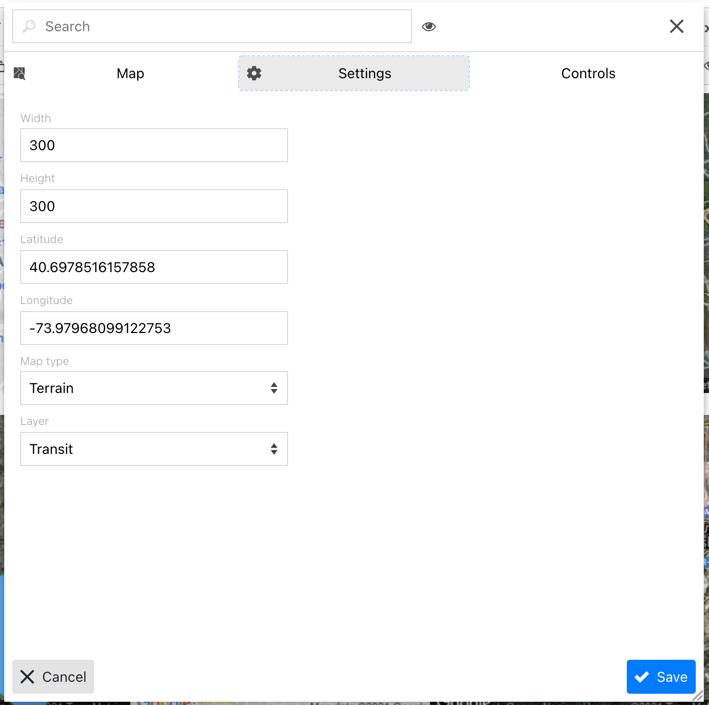 Search
Map
Settings
Controls
Width
300
Height
300
Latitude
40.6978516157858
Longitude
-73.97968099122753
Map type
Terrain
Layer
Transit
Cancel
Save